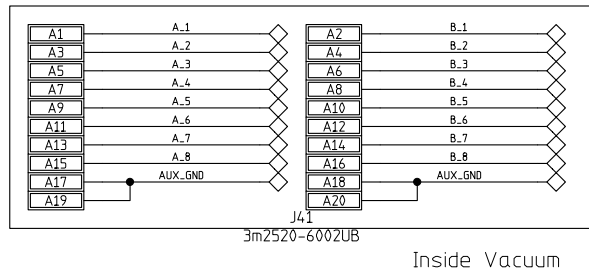 A1 A_1 A2 B_1
A3 A_2 A4 B_2
A5 A_3 A6 B_3
A7 A_4 A8 B_4
A9 A_5 A10 B_5
A11 A_6 A12 B_6
A13 A_7 A14 B_7
A15 A_8 A16 B_8
A17 AUX_GND A18 AUX_GND
A19 A20
J41
3m2520-6002UB
Inside Vacuum